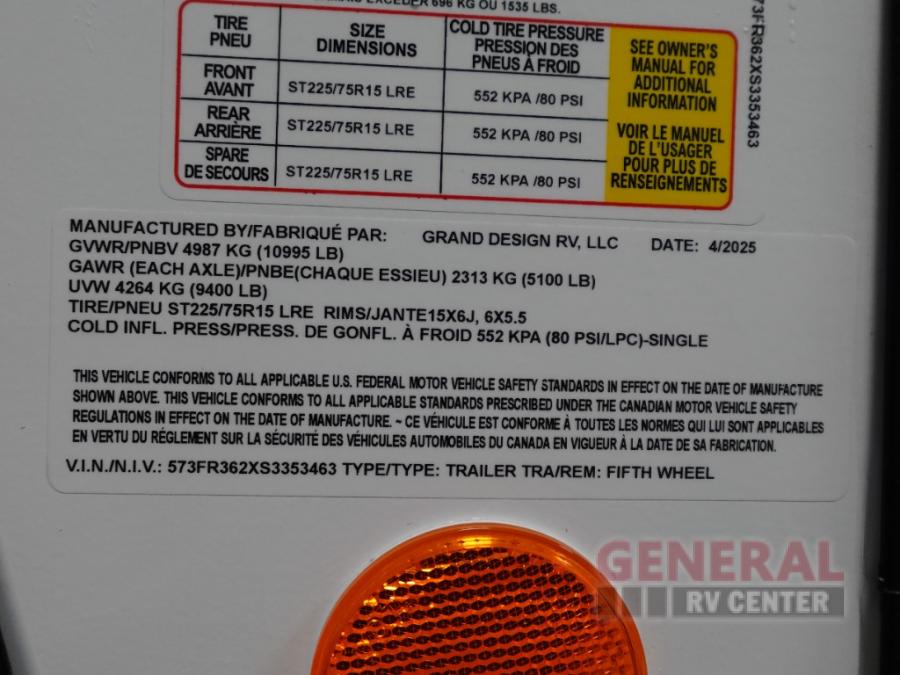 EXCEDER 696 KG OU 1535 LBS.
TIRE
PNEU
SIZE
DIMENSIONS
COLD TIRE PRESSURE
PRESSION DES
PNEUS À FROID
FRONT
AVANT
ST225/75R15 LRE
552 KPA /80 PSI
REAR
ARRIÈRE
ST225/75R15 LRE
552 KPA /80 PSI
SPARE
DE SECOURS
ST225/75R15 LRE
552 KPA /80 PSI
SEE OWNER'S
MANUAL FOR
ADDITIONAL
INFORMATION
VOIR LE MANUEL
DE L'USAGER
POUR PLUS DE
RENSEIGNEMENTS
73FR362XS3353463
MANUFACTURED BY/FABRIQUÉ PAR: GRAND DESIGN RV, LLC DATE: 4/2025
GVWR/PNBV 4987 KG (10995 LB)
GAWR (EACH AXLE)/PNBE(CHAQUE ESSIEU) 2313 KG (5100 LB)
UVW 4264 KG (9400 LB)
TIRE/PNEU ST225/75R15 LRE RIMS/JANTE15X6J, 6X5.5
COLD INFL. PRESS/PRESS. DE GONFL. À FROID 552 KPA (80 PSI/LPC)-SINGLE
THIS VEHICLE CONFORMS TO ALL APPLICABLE U.S. FEDERAL MOTOR VEHICLE SAFETY STANDARDS IN EFFECT ON THE DATE OF MANUFACTURE
SHOWN ABOVE. THIS VEHICLE CONFORMS TO ALL APPLICABLE STANDARDS PRESCRIBED UNDER THE CANADIAN MOTOR VEHICLE SAFETY
REGULATIONS IN EFFECT ON THE DATE OF MANUFACTURE. ~ CE VÉHICULE EST CONFORME À TOUTES LES NORMES QUI LUI SONT APPLICABLES
EN VERTU DU RÉGLEMENT SUR LA SÉCURITÉ DES VÉHICULES AUTOMOBILES DU CANADA EN VIGUEUR À LA DATE DE SA FABRICATION.
V.I.N./N.I.V.: 573FR362XS3353463 TYPE/TYPE: TRAILER TRA/REM: FIFTH WHEEL
GENERAL
RV CENTER